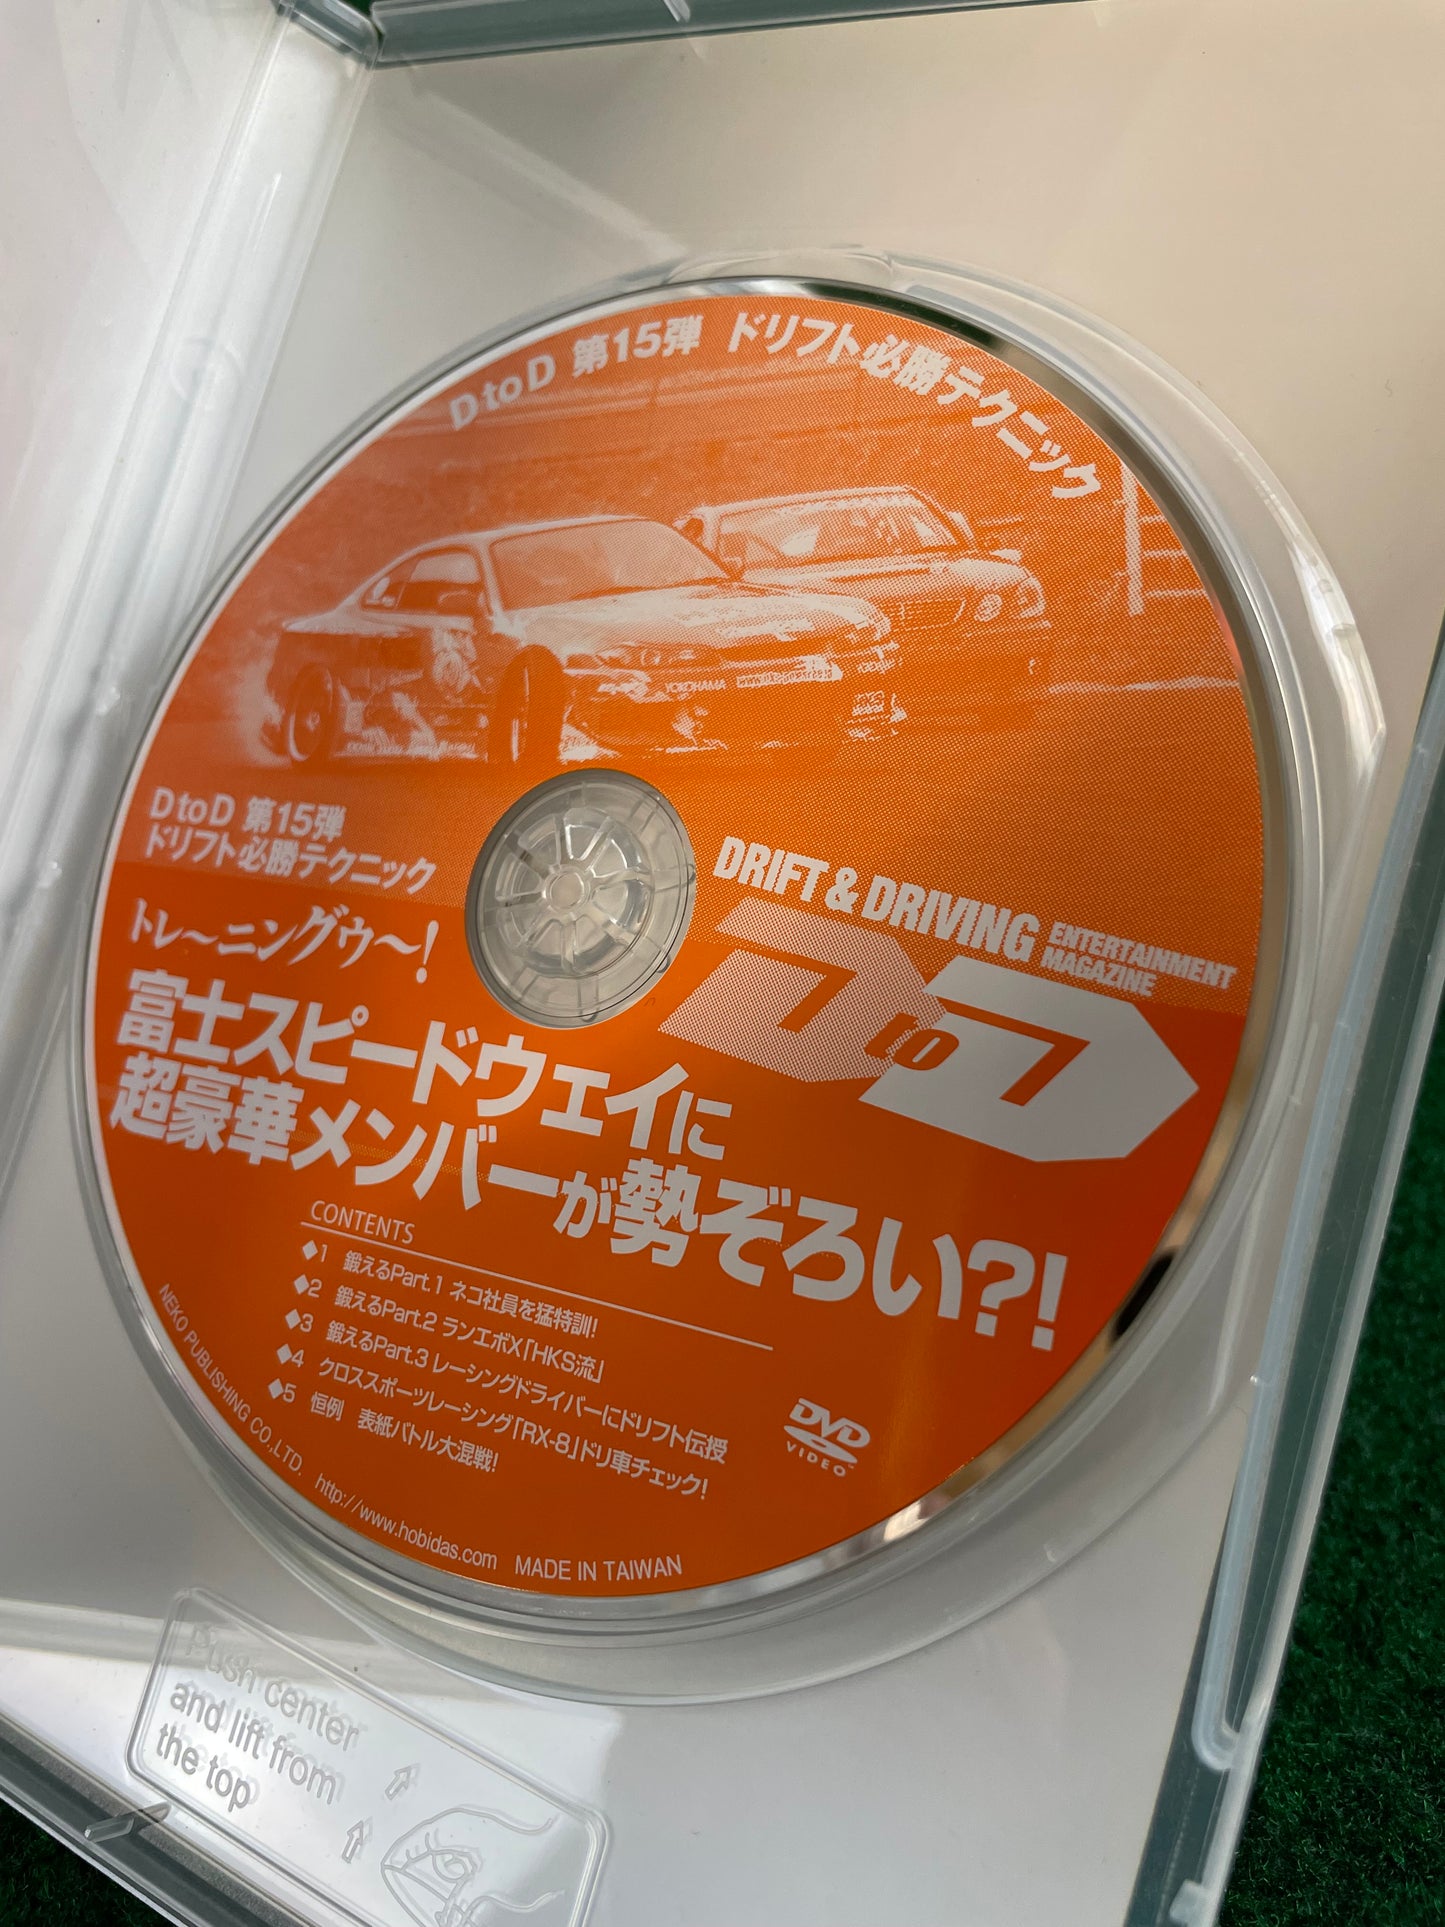 DtoD 第15弾 ドリフト必勝テクニック
YOKOHAMA
DtoD 第15弾
ドリフト必勝テクニック
トレ〜ニングゥ〜!
DRIFT & DRIVING ENTERTAINMENT MAGAZINE
D to D
富士スピードウェイに
超豪華メンバーが勢ぞろい?!
CONTENTS
◆1 鍛えるPart.1 ネコ社員を猛特訓!
◆2 鍛えるPart.2 ランエボX「HKS流」
◆3 鍛えるPart.3 レーシングドライバーにドリフト伝授
◆4 クロススポーツレーシング「RX-8」ドリ車チェック!
◆5 恒例 表紙バトル大混戦!
DVD
VIDEO™
NEKO PUBLISHING CO.,LTD. http://www.hobidas.com MADE IN TAIWAN
Push center
and lift from
the top